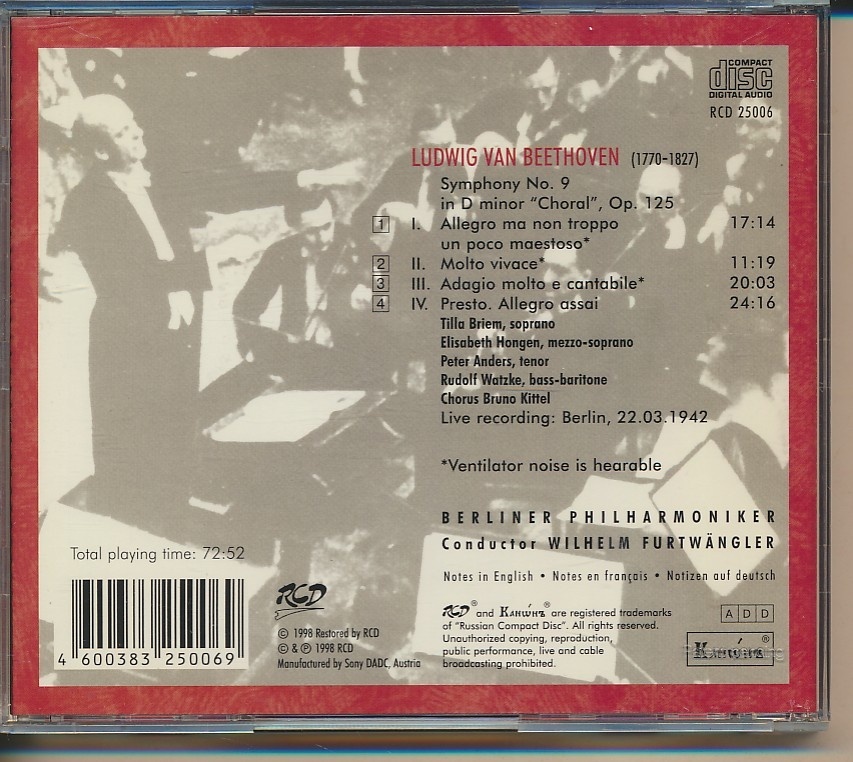 COMPACT
disc
DIGITAL AUDIO
RCD 25006
LUDWIG VAN BEETHOVEN (1770-1827)
Symphony No. 9
in D minor "Choral", Op. 125
1 I. Allegro ma non troppo 17:14
un poco maestoso*
2 II. Molto vivace* 11:19
3 III. Adagio molto e cantabile* 20:03
4 IV. Presto. Allegro assai 24:16
Tilla Briem, soprano
Elisabeth Hongen, mezzo-soprano
Peter Anders, tenor
Rudolf Watzke, bass-baritone
Chorus Bruno Kittel
Live recording: Berlin, 22.03.1942
*Ventilator noise is hearable
BERLINER PHILHARMONIKER
Conductor WILHELM FURTWÄNGLER
Notes in English • Notes en français • Notizen auf deutsch
Total playing time: 72:52
4 600383 250069
RCD
© 1998 Restored by RCD
© & ℗ 1998 RCD
Manufactured by Sony DADC, Austria
RCD® and Канонъ® are registered trademarks
of "Russian Compact Disc". All rights reserved.
Unauthorized copying, reproduction,
public performance, live and cable
broadcasting prohibited.
A D D
Канонъ®